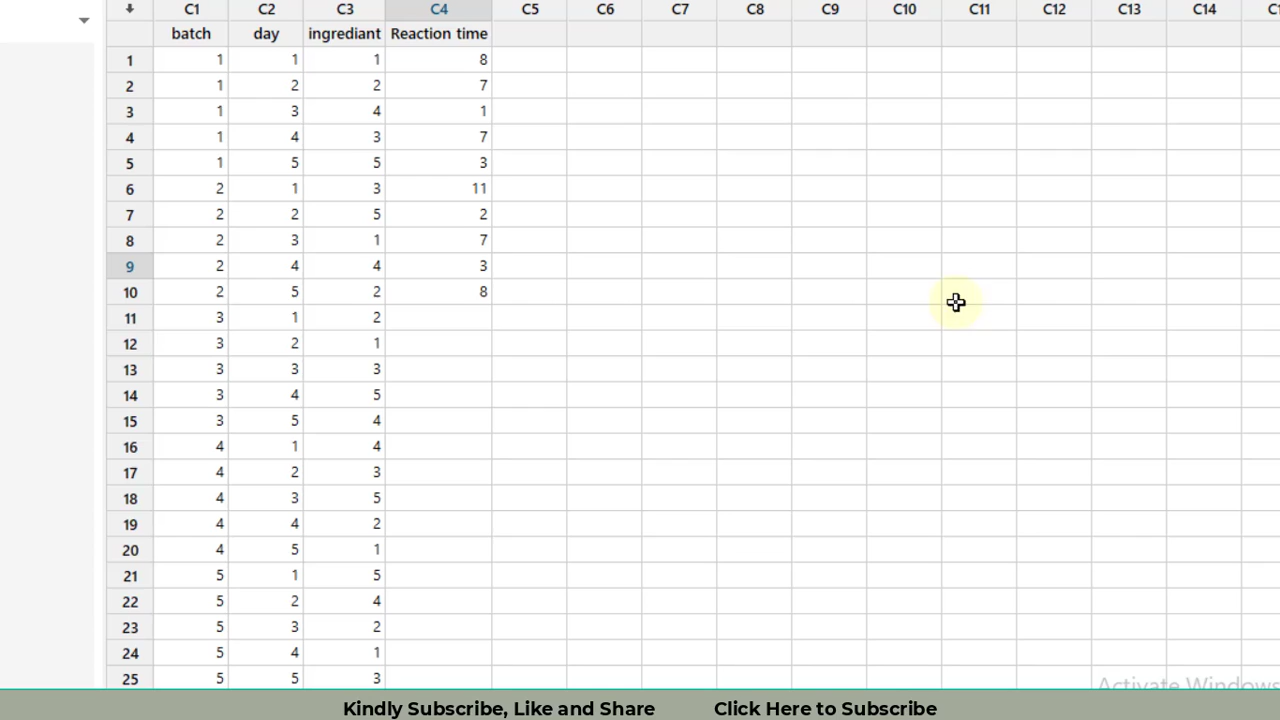 C1 C2 C3 C4 C5 C6 C7 C8 C9 C10 C11 C12 C13 C14 C1
batch day ingrediant Reaction time
1 1 1 1 8
2 1 2 2 7
3 1 3 4 1
4 1 4 3 7
5 1 5 5 3
6 2 1 3 11
7 2 2 5 2
8 2 3 1 7
9 2 4 4 3
10 2 5 2 8
11 3 1 2
12 3 2 1
13 3 3 3
14 3 4 5
15 3 5 4
16 4 1 4
17 4 2 3
18 4 3 5
19 4 4 2
20 4 5 1
21 5 1 5
22 5 2 4
23 5 3 2
24 5 4 1
25 5 5 3
Activate Windows
Kindly Subscribe, Like and Share Click Here to Subscribe